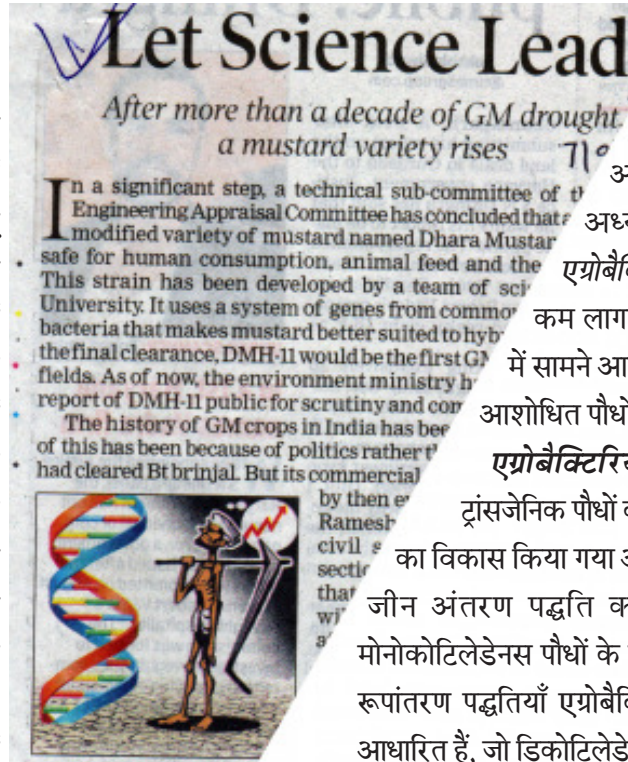 Let Science Lead
After more than a decade of GM drought,
a mustard variety rises
In a significant step, a technical sub-committee of
Engineering Appraisal Committee has concluded that
modified variety of mustard named Dhara Mustar
safe for human consumption, animal feed and the
This strain has been developed by a team of sci
University. It uses a system of genes from commo
bacteria that makes mustard better suited to hyb
the final clearance, DMH-11 would be the first GM
fields. As of now, the environment ministry h
report of DMH-11 public for scrutiny and com
The history of GM crops in India has bee
of this has been because of politics rather th
had cleared Bt brinjal. But its commercial
by then e
Ramesh
civil s
sectio
that
wi
a
अ
अध्य
एग्रोबैक्टि
कम लाग
में सामने आ
आशोधित पौधों
एग्रोबैक्टिरिय
ट्रांसजेनिक पौधों व
का विकास किया गया अ
जीन अंतरण पद्धति क
मोनोकोटिलेडेनस पौधों के
रूपांतरण पद्धतियाँ एग्रोबैक्टि
आधारित हैं, जो डिकोटिलेडे